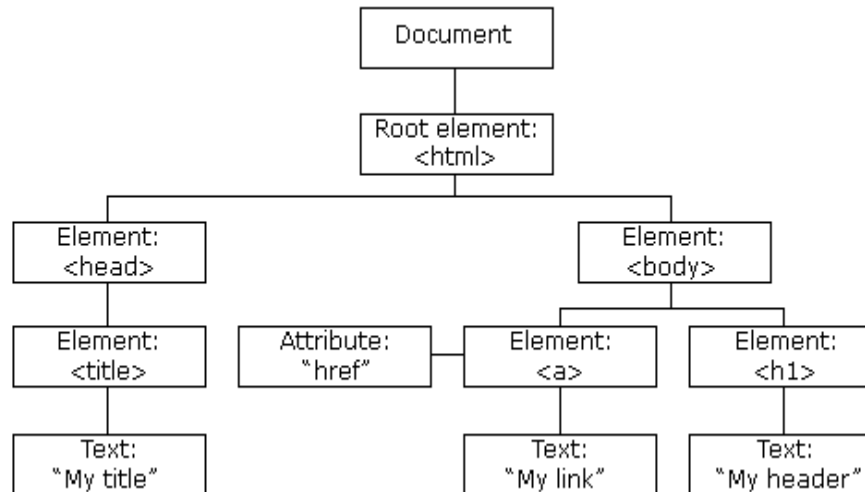 Document
Root element:
<html>
Element:
<head>
Element:
<body>
Element:
<title>
Attribute:
“href”
Element:
<a>
Element:
<h1>
Text:
“My title”
Text:
“My link”
Text:
“My header”